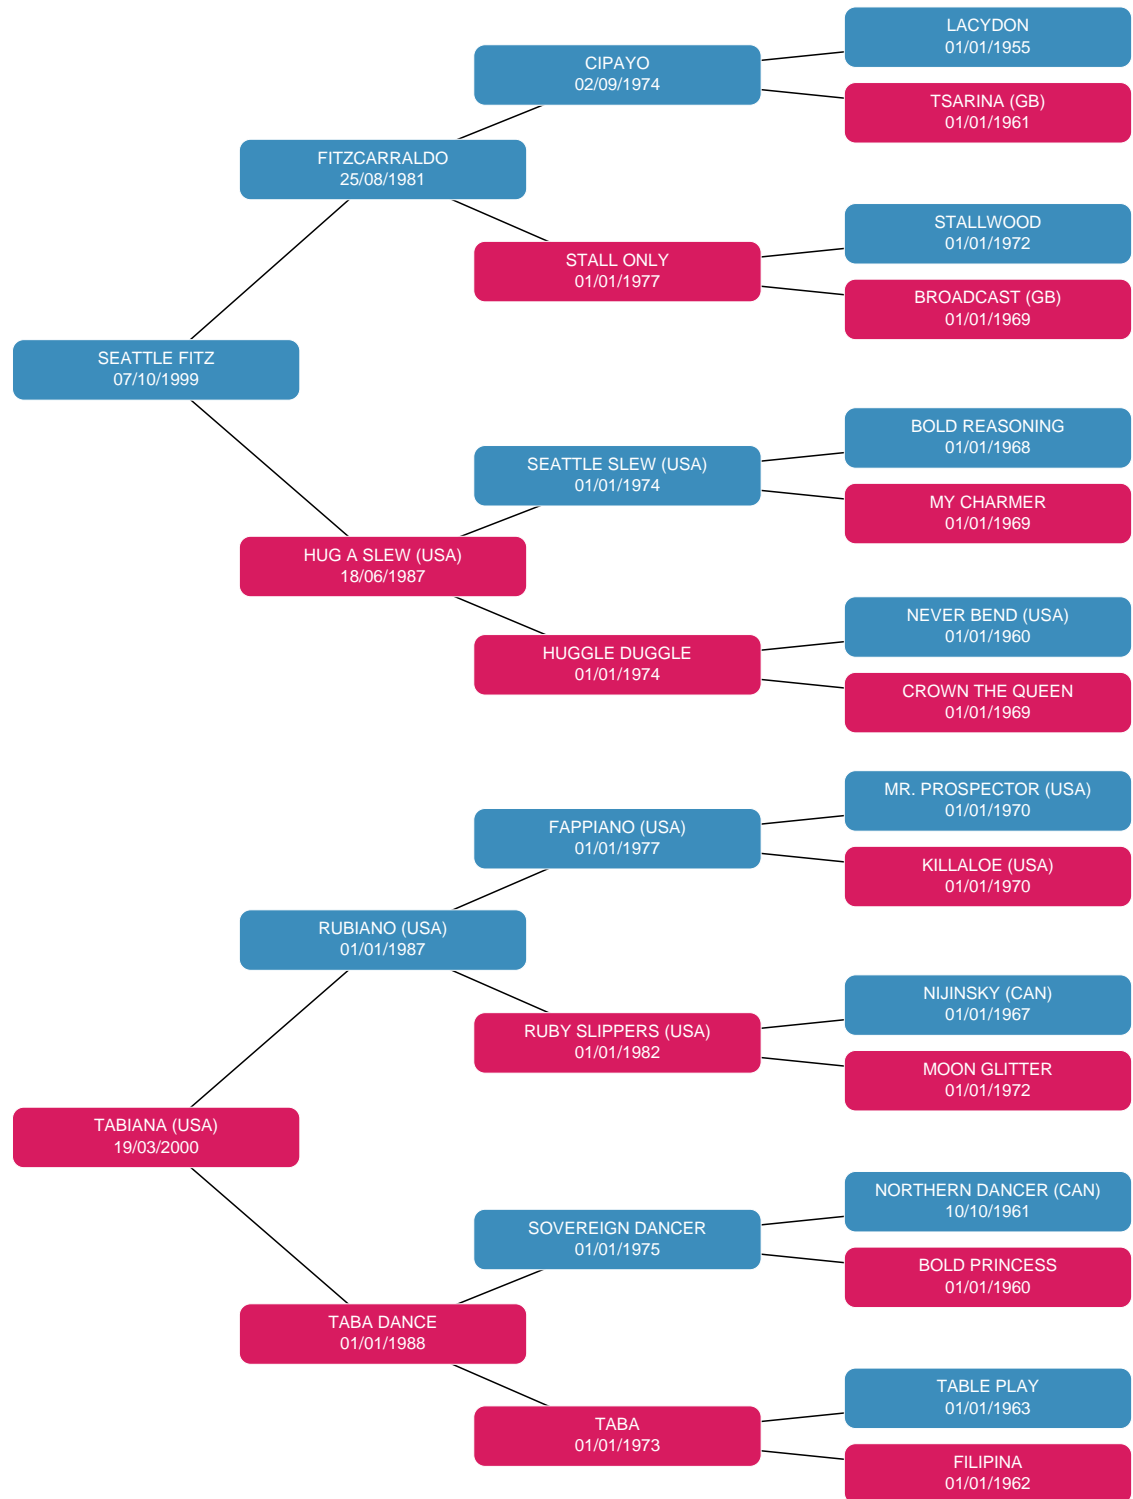 LACYDON
01/01/1955
CIPAYO
02/09/1974
TSARINA (GB)
01/01/1961
FITZCARRALDO
25/08/1981
STALLWOOD
01/01/1972
STALL ONLY
01/01/1977
BROADCAST (GB)
01/01/1969
SEATTLE FITZ
07/10/1999
BOLD REASONING
01/01/1968
SEATTLE SLEW (USA)
01/01/1974
MY CHARMER
01/01/1969
HUG A SLEW (USA)
18/06/1987
NEVER BEND (USA)
01/01/1960
HUGGLE DUGGLE
01/01/1974
CROWN THE QUEEN
01/01/1969
MR. PROSPECTOR (USA)
01/01/1970
FAPPIANO (USA)
01/01/1977
KILLALOE (USA)
01/01/1970
RUBIANO (USA)
01/01/1987
NIJINSKY (CAN)
01/01/1967
RUBY SLIPPERS (USA)
01/01/1982
MOON GLITTER
01/01/1972
TABIANA (USA)
19/03/2000
NORTHERN DANCER (CAN)
10/10/1961
SOVEREIGN DANCER
01/01/1975
BOLD PRINCESS
01/01/1960
TABA DANCE
01/01/1988
TABLE PLAY
01/01/1963
TABA
01/01/1973
FILIPINA
01/01/1962